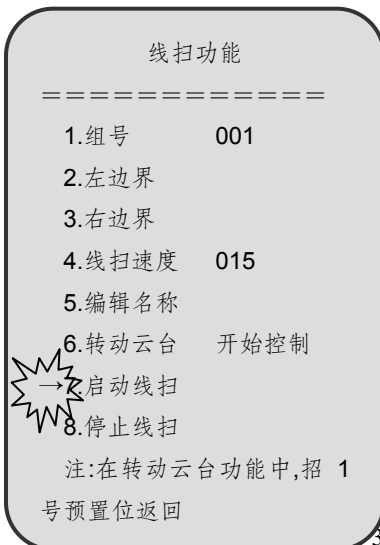 线扫功能
============
1.组号 001
2.左边界
3.右边界
4.线扫速度 015
5.编辑名称
6.转动云台 开始控制
→7.启动线扫
8.停止线扫
注:在转动云台功能中,招 1
号预置位返回
3